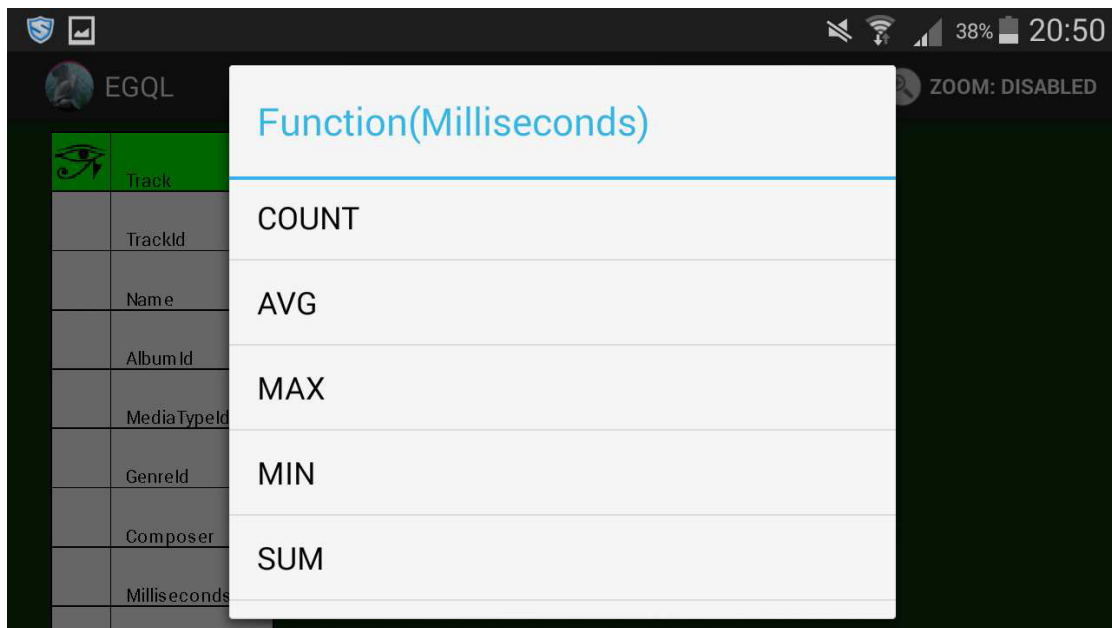 38% 20:50
EGQL
ZOOM: DISABLED
Function(Milliseconds)
COUNT
AVG
MAX
MIN
SUM
Track
TrackId
Name
AlbumId
MediaTypeId
GenreId
Composer
Milliseconds